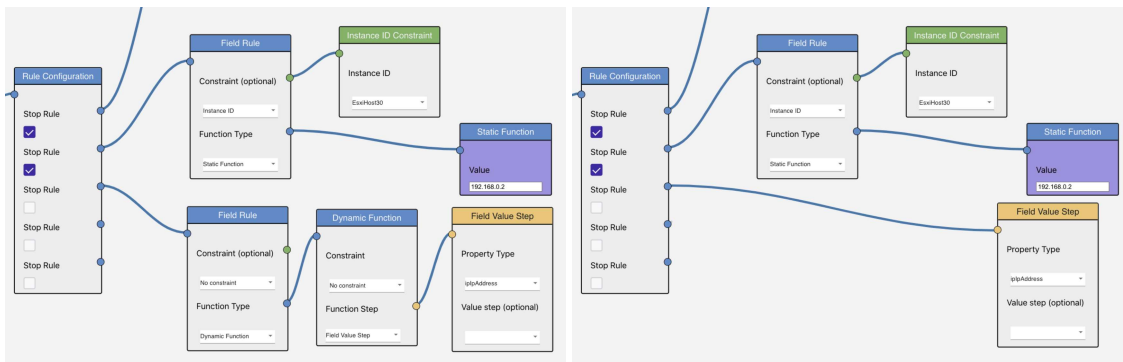 Field Rule
Instance ID Constraint
Rule Configuration
Constraint (optional)
Instance ID
Stop Rule
Instance ID
EsxiHost30
Function Type
Stop Rule
Static Function
Static Function
Value
192.168.0.2
Stop Rule
Stop Rule
Stop Rule
Field Rule
Dynamic Function
Field Value Step
Constraint (optional)
Constraint
Property Type
No constraint
No constraint
ipIpAddress
Function Type
Function Step
Value step (optional)
Dynamic Function
Field Value Step
Field Rule
Instance ID Constraint
Rule Configuration
Constraint (optional)
Instance ID
Stop Rule
Instance ID
EsxiHost30
Function Type
Stop Rule
Static Function
Static Function
Value
192.168.0.2
Stop Rule
Stop Rule
Stop Rule
Field Value Step
Property Type
ipIpAddress
Value step (optional)